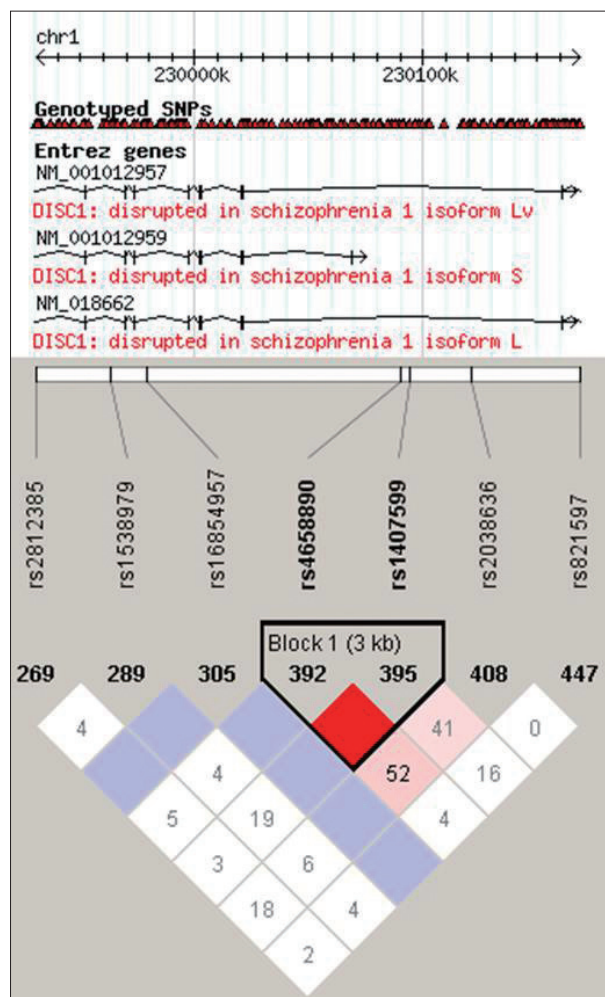 chr1
230000k 230100k
Genotyped SNPs
Entrez genes
NM_001012957
DISC1: disrupted in schizophrenia 1 isoform Lv
NM_001012959
DISC1: disrupted in schizophrenia 1 isoform S
NM_018662
DISC1: disrupted in schizophrenia 1 isoform L
rs2812385 rs1538979 rs16854957 rs4658890 rs1407599 rs2038636 rs821597
Block 1 (3 kb)
269 289 305 392 395 408 447
4 41 0
4 52 16
5 19 4
3 6
18 4
2